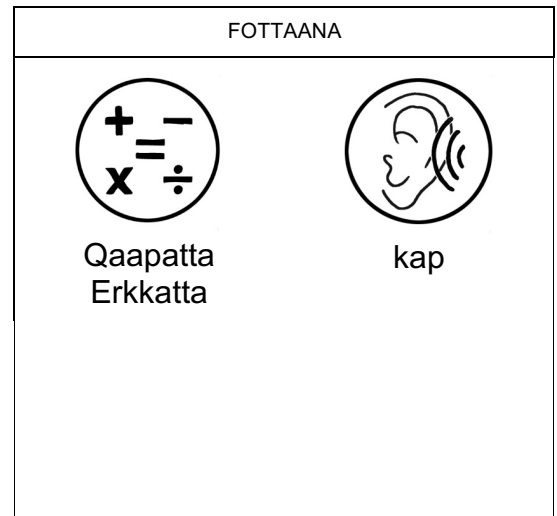 FOTTAANA
+ −
=
x ÷
Qaapatta
Erkkatta
kap